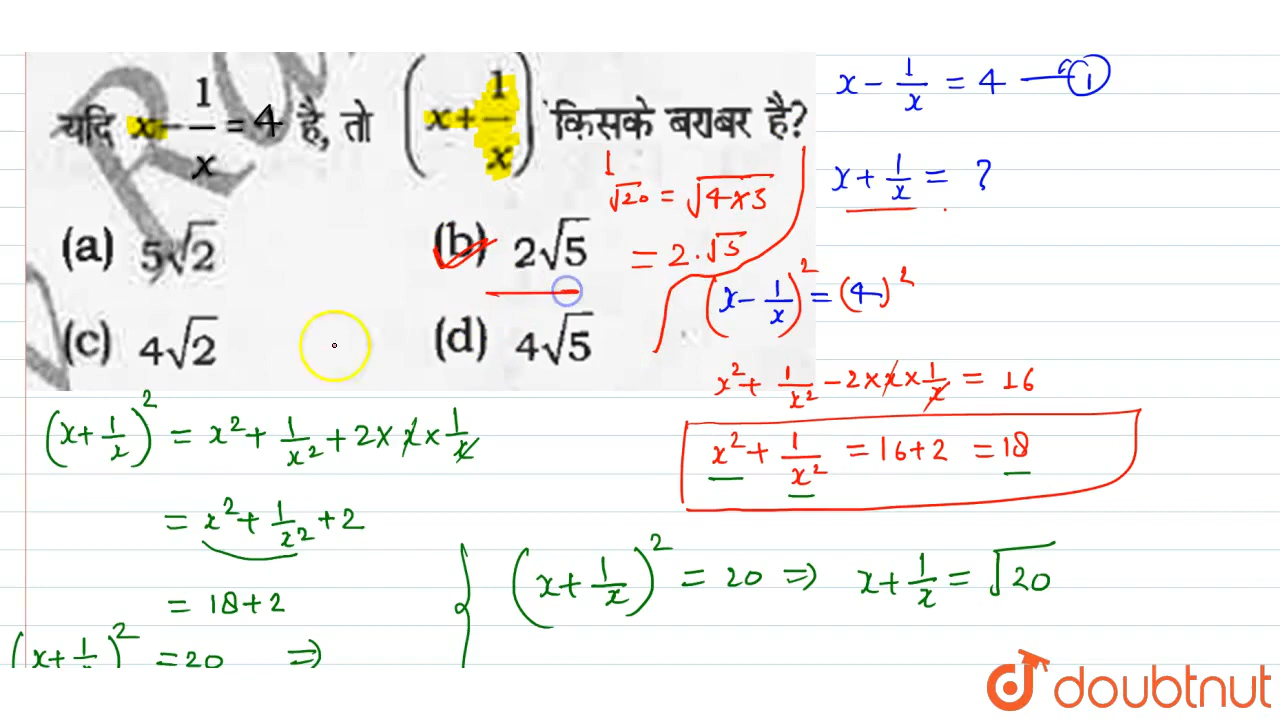 यदि x - 1/x = 4 है, तो (x + 1/x) किसके बराबर है?
(a) 5√2 (b) 2√5
(c) 4√2 (d) 4√5
x - 1/x = 4 — (1)
x + 1/x = ?
√20 = √(4×5)
= 2·√5
(x - 1/x)² = (4)²
x² + 1/x² - 2 × x × 1/x = 16
x² + 1/x² = 16+2 = 18
(x + 1/x)² = x² + 1/x² + 2 × x × 1/x
= x² + 1/x² + 2
= 18+2
(x + 1/x)² = 20 ⇒
(x + 1/x)² = 20 ⇒ x + 1/x = √20
doubtnut